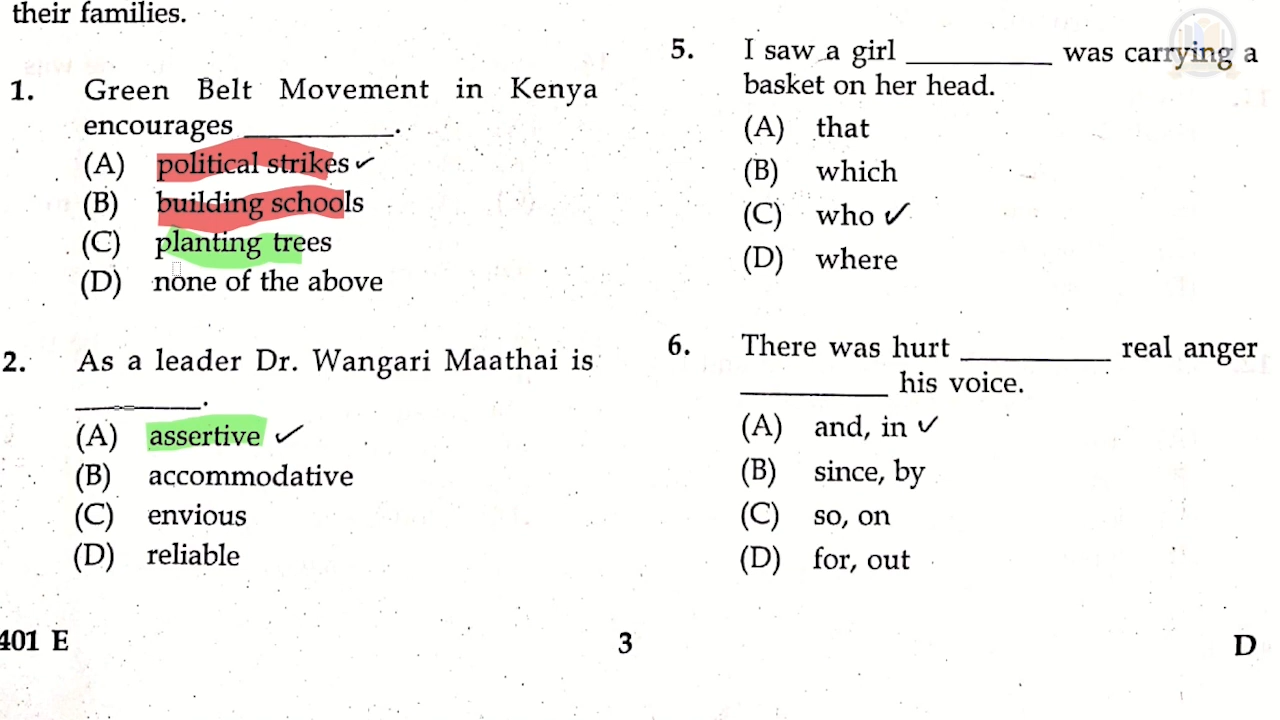 their families.
1. Green Belt Movement in Kenya
encourages __________.
(A) political strikes ✓
(B) building schools
(C) planting trees
(D) none of the above
2. As a leader Dr. Wangari Maathai is
__________.
(A) assertive ✓
(B) accommodative
(C) envious
(D) reliable
5. I saw a girl __________ was carrying a
basket on her head.
(A) that
(B) which
(C) who ✓
(D) where
6. There was hurt __________ real anger
__________ his voice.
(A) and, in ✓
(B) since, by
(C) so, on
(D) for, out
401 E
3
D